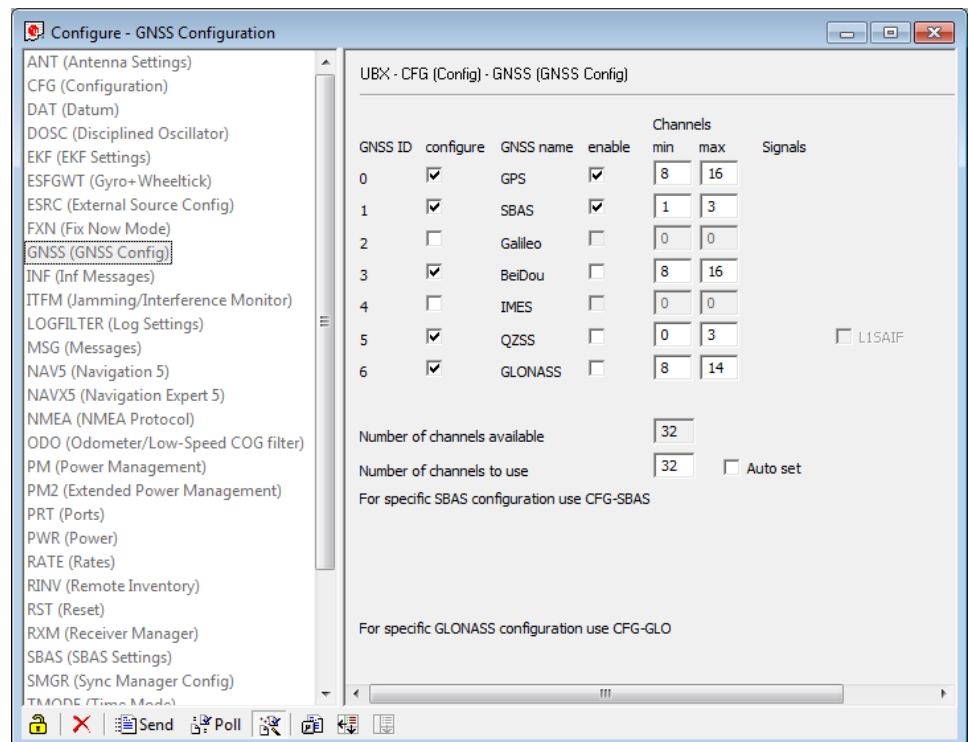 Configure - GNSS Configuration
ANT (Antenna Settings)
CFG (Configuration)
DAT (Datum)
DOSC (Disciplined Oscillator)
EKF (EKF Settings)
ESFGWT (Gyro+Wheeltick)
ESRC (External Source Config)
FXN (Fix Now Mode)
GNSS (GNSS Config)
INF (Inf Messages)
ITFM (Jamming/Interference Monitor)
LOGFILTER (Log Settings)
MSG (Messages)
NAV5 (Navigation 5)
NAVX5 (Navigation Expert 5)
NMEA (NMEA Protocol)
ODO (Odometer/Low-Speed COG filter)
PM (Power Management)
PM2 (Extended Power Management)
PRT (Ports)
PWR (Power)
RATE (Rates)
RINV (Remote Inventory)
RST (Reset)
RXM (Receiver Manager)
SBAS (SBAS Settings)
SMGR (Sync Manager Config)
TMODE (Time Mode)
UBX - CFG (Config) - GNSS (GNSS Config)
Channels
GNSS ID configure GNSS name enable min max Signals
0 GPS 8 16
1 SBAS 1 3
2 Galileo 0 0
3 BeiDou 8 16
4 IMES 0 0
5 QZSS 0 3 L1SAIF
6 GLONASS 8 14
Number of channels available 32
Number of channels to use 32 Auto set
For specific SBAS configuration use CFG-SBAS
For specific GLONASS configuration use CFG-GLO
Send Poll